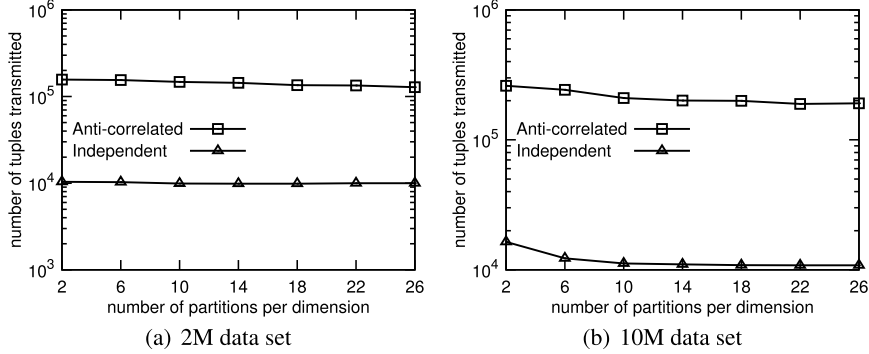 number of tuples transmitted
10^6
10^5
10^4
10^3
Anti-correlated
Independent
2 6 10 14 18 22 26
number of partitions per dimension
(a) 2M data set
number of tuples transmitted
10^6
10^5
10^4
Anti-correlated
Independent
2 6 10 14 18 22 26
number of partitions per dimension
(b) 10M data set